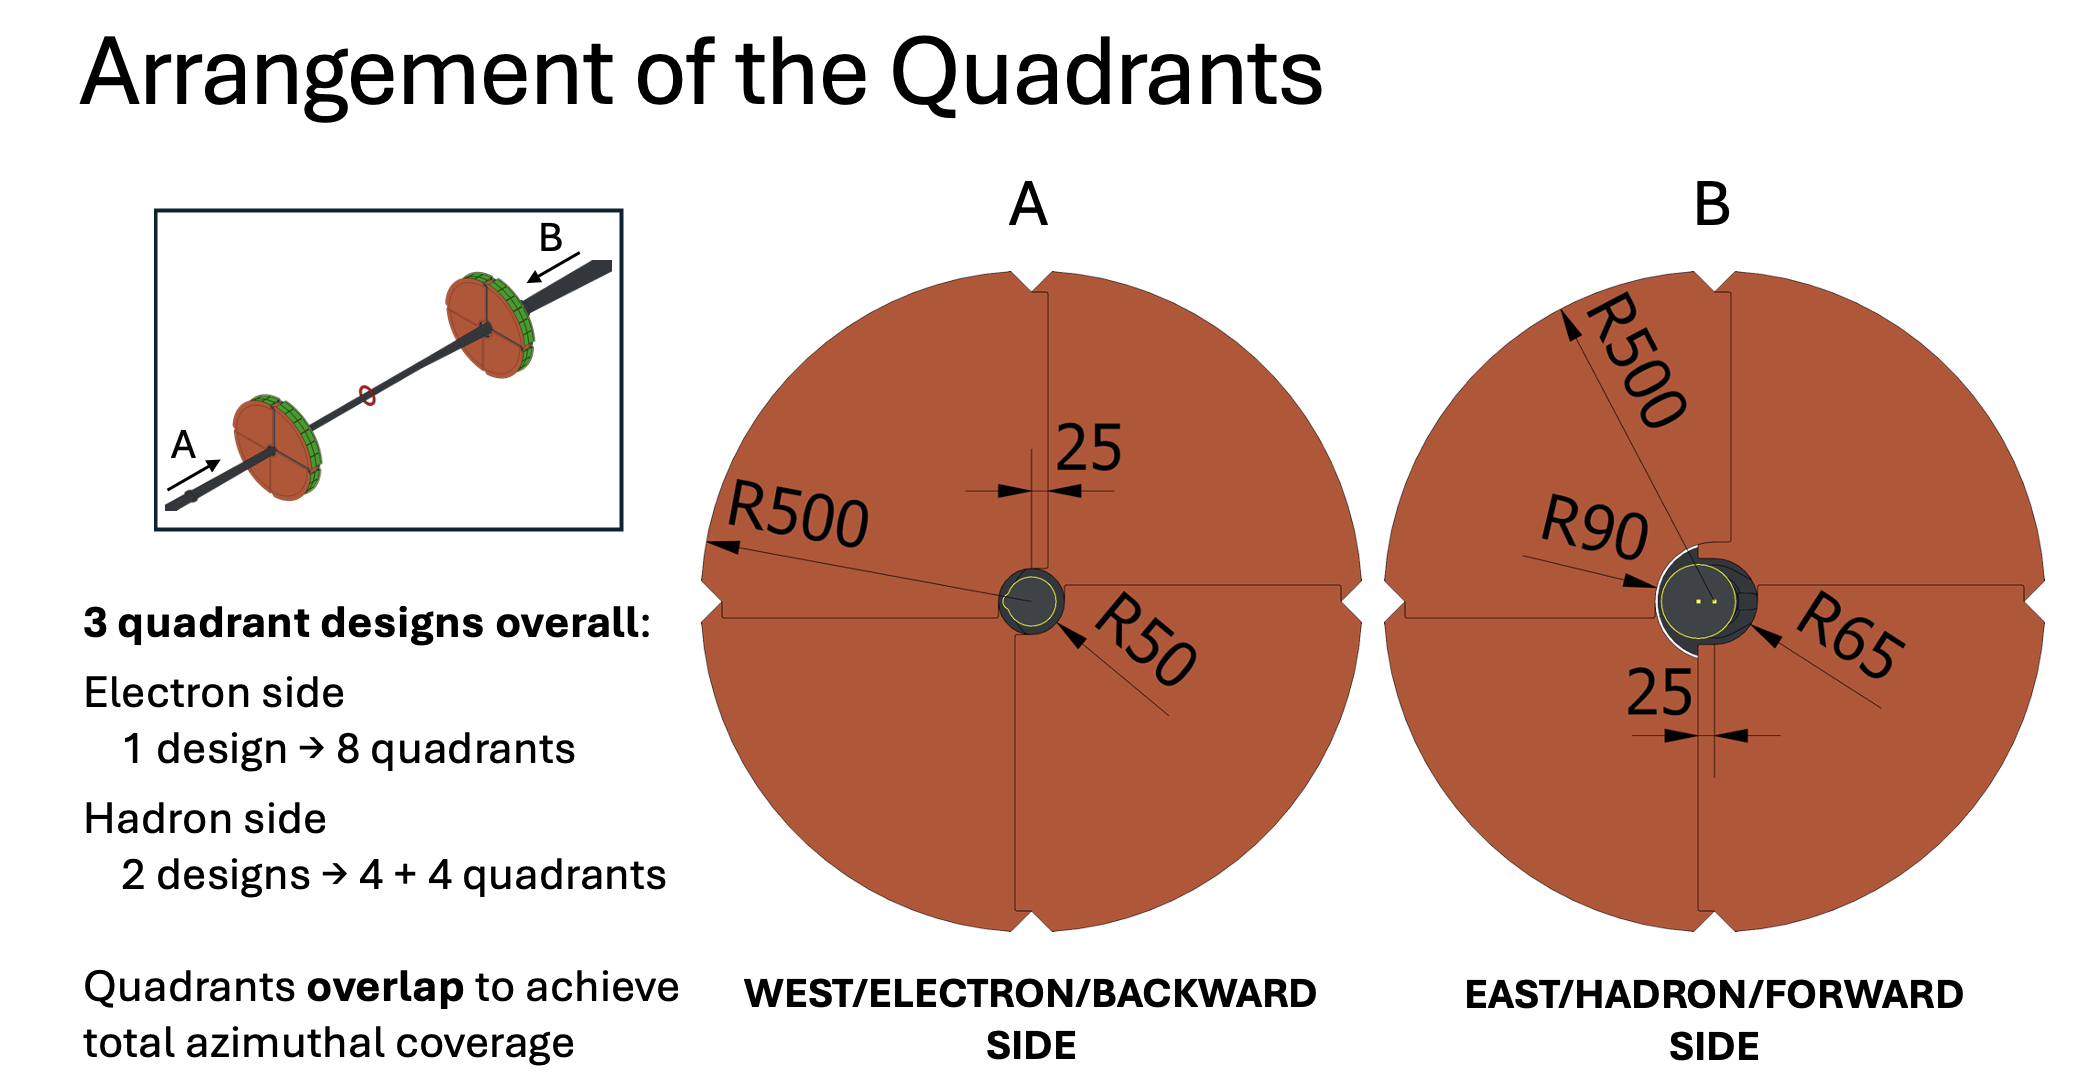 Arrangement of the Quadrants
A
B
B
A
3 quadrant designs overall:
Electron side
1 design → 8 quadrants
Hadron side
2 designs → 4 + 4 quadrants
Quadrants overlap to achieve
total azimuthal coverage
R500
25
R50
WEST/ELECTRON/BACKWARD
SIDE
R500
R90
R65
25
EAST/HADRON/FORWARD
SIDE